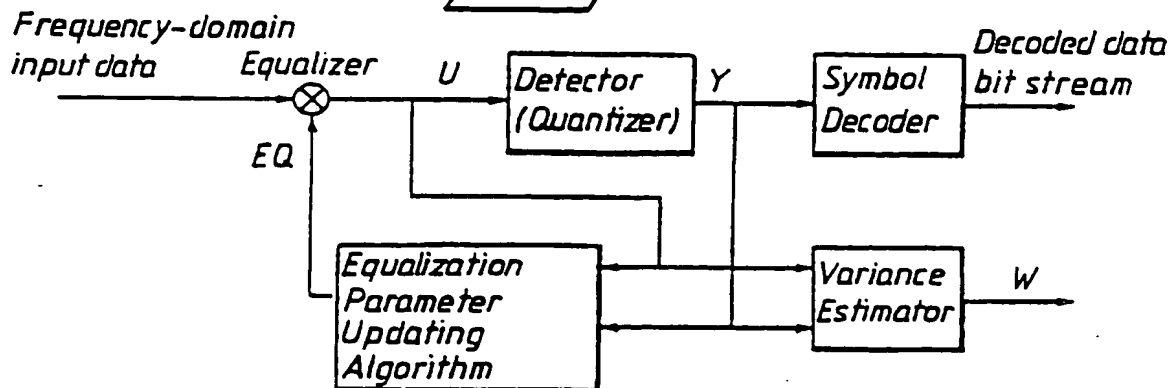 Frequency-domain
input data
Equalizer
U
Detector
(Quantizer)
Y
Symbol
Decoder
Decoded data
bit stream
EQ
Equalization
Parameter
Updating
Algorithm
Variance
Estimator
W